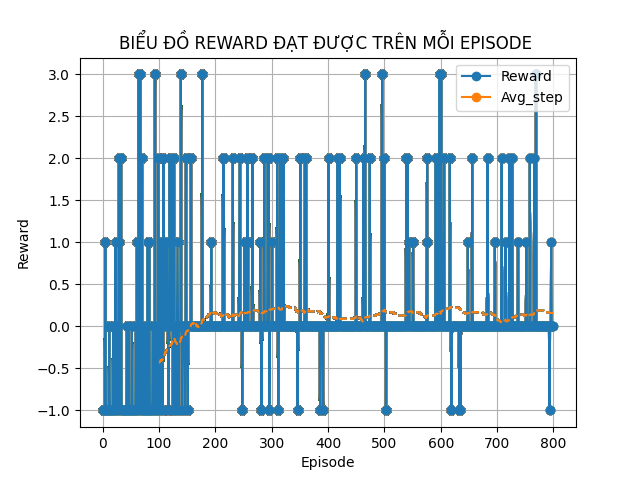 BIỂU ĐỒ REWARD ĐẠT ĐƯỢC TRÊN MỖI EPISODE
Reward
Avg_step
3.0
2.5
2.0
1.5
1.0
0.5
0.0
−0.5
−1.0
Reward
0 100 200 300 400 500 600 700 800
Episode